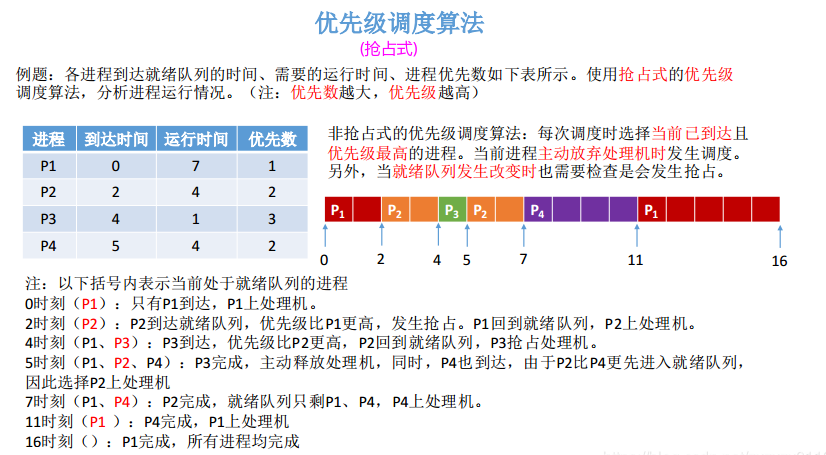 优先级调度算法
(抢占式)
例题：各进程到达就绪队列的时间、需要的运行时间、进程优先数如下表所示。使用抢占式的优先级
调度算法，分析进程运行情况。（注：优先数越大，优先级越高）
进程 到达时间 运行时间 优先数
P1 0 7 1
P2 2 4 2
P3 4 1 3
P4 5 4 2
非抢占式的优先级调度算法：每次调度时选择当前已到达且
优先级最高的进程。当前进程主动放弃处理机时发生调度。
另外，当就绪队列发生改变时也需要检查是会发生抢占。
P1 P2 P3 P2 P4 P1
0 2 4 5 7 11 16
注：以下括号内表示当前处于就绪队列的进程
0时刻（P1）：只有P1到达，P1上处理机。
2时刻（P2）：P2到达就绪队列，优先级比P1更高，发生抢占。P1回到就绪队列，P2上处理机。
4时刻（P1、P3）：P3到达，优先级比P2更高，P2回到就绪队列，P3抢占处理机。
5时刻（P1、P2、P4）：P3完成，主动释放处理机，同时，P4也到达，由于P2比P4更先进入就绪队列，
因此选择P2上处理机
7时刻（P1、P4）：P2完成，就绪队列只剩P1、P4，P4上处理机。
11时刻（P1 ）：P4完成，P1上处理机
16时刻（）：P1完成，所有进程均完成